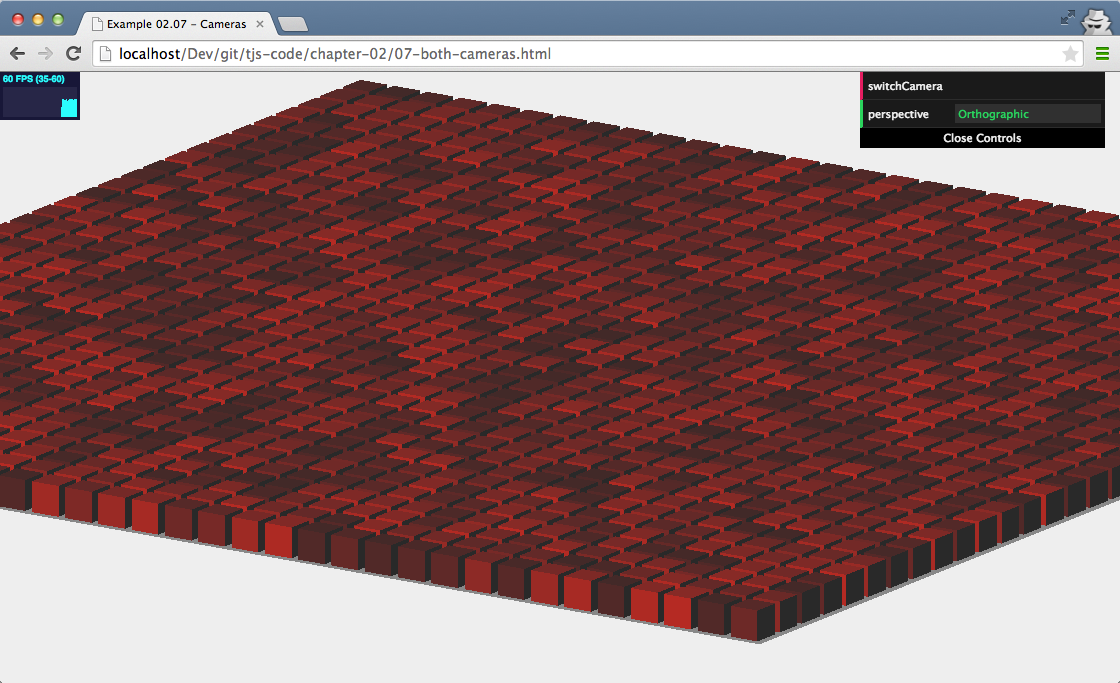 Example 02.07 – Cameras
localhost/Dev/git/tjs-code/chapter-02/07-both-cameras.html
60 FPS (35-60)
switchCamera
perspective Orthographic
Close Controls